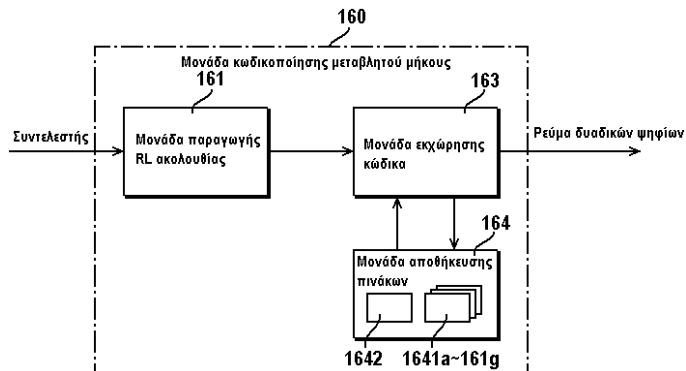 160
Μονάδα κωδικοποίησης μεταβλητού μήκους
161
163
Συντελεστής
Μονάδα παραγωγής
RL ακολουθίας
Μονάδα εκχώρησης
κώδικα
Ρεύμα δυαδικών ψηφίων
164
Μονάδα αποθήκευσης
πινάκων
1642
1641a~161g